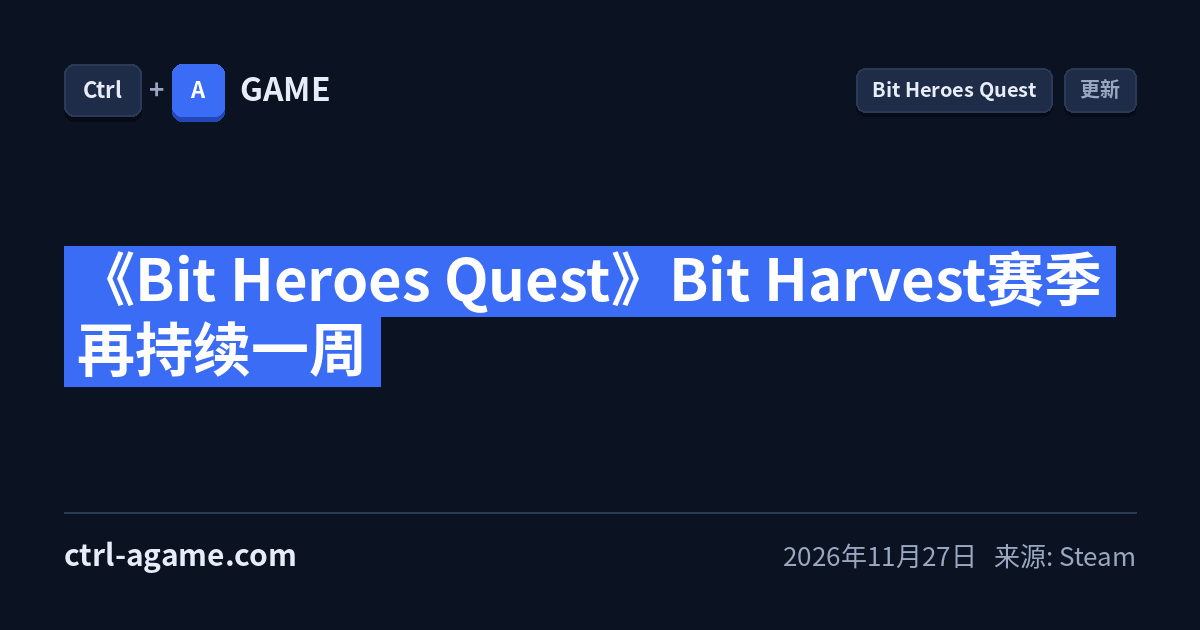 Ctrl + A GAME
Bit Heroes Quest 更新
《Bit Heroes Quest》Bit Harvest赛季
再持续一周
ctrl-agame.com
2026年11月27日 来源: Steam